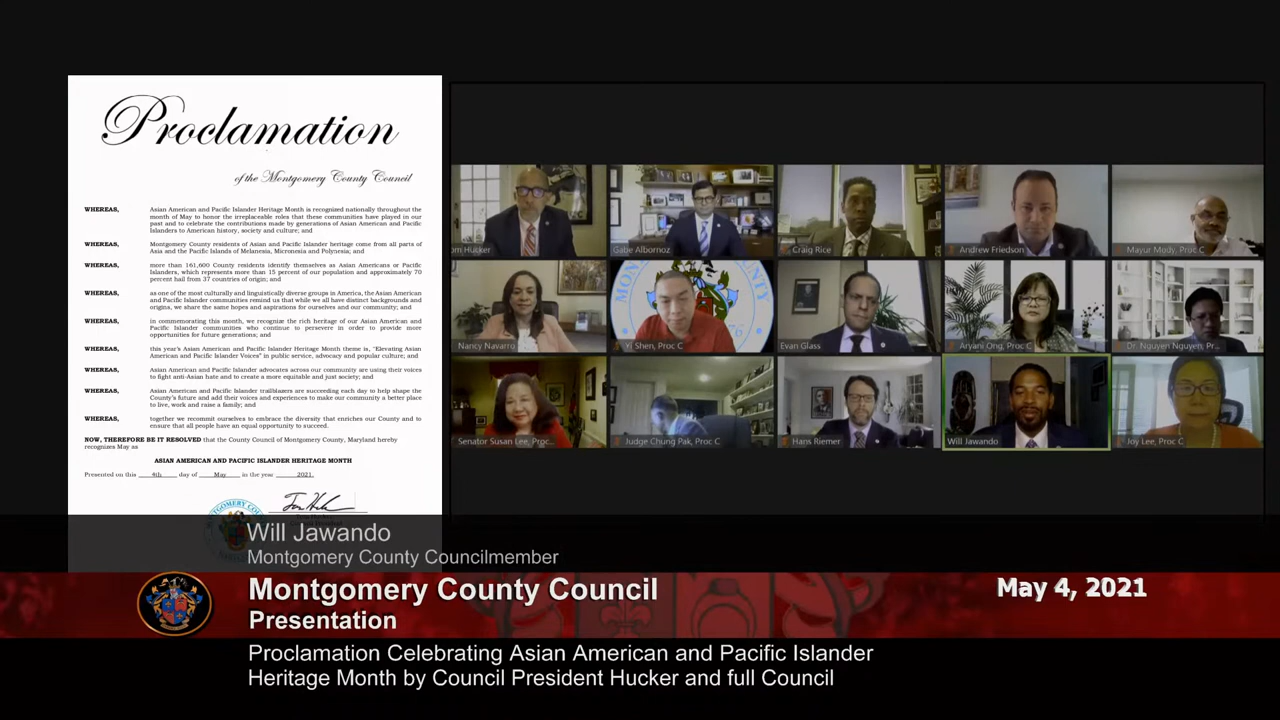 Proclamation
of the Montgomery County Council
WHEREAS, Asian American and Pacific Islander Heritage Month is recognized nationally throughout the
month of May to honor the irreplaceable roles that these communities have played in our
past and to celebrate the contributions made by generations of Asian American and Pacific
Islanders to American history, society and culture; and
WHEREAS, Montgomery County residents of Asian and Pacific Islander heritage come from all parts of
Asia and the Pacific Islands of Melanesia, Micronesia and Polynesia; and
WHEREAS, more than 161,600 County residents identify themselves as Asian Americans or Pacific
Islanders, which represents more than 15 percent of our population and approximately 70
percent hail from 37 countries of origin; and
WHEREAS, as one of the most culturally and linguistically diverse groups in America, the Asian American
and Pacific Islander communities remind us that while we all have distinct backgrounds and
origins, we share the same hopes and aspirations for ourselves and our community; and
WHEREAS, in commemorating this month, we recognize the rich heritage of our Asian American and
Pacific Islander communities who continue to persevere in order to provide more
opportunities for future generations; and
WHEREAS, this year's Asian American and Pacific Islander Heritage Month theme is, "Elevating Asian
American and Pacific Islander Voices" in public service, advocacy and popular culture; and
WHEREAS, Asian American and Pacific Islander advocates across our community are using their voices
to fight anti-Asian hate and to create a more equitable and just society; and
WHEREAS, Asian American and Pacific Islander trailblazers are succeeding each day to help shape the
County's future and add their voices and experiences to make our community a better place
to live, work and raise a family; and
WHEREAS, together we recommit ourselves to embrace the diversity that enriches our County and to
ensure that all people have an equal opportunity to succeed.
NOW, THEREFORE BE IT RESOLVED that the County Council of Montgomery County, Maryland hereby
recognizes May as
ASIAN AMERICAN AND PACIFIC ISLANDER HERITAGE MONTH
Presented on this 4th day of May in the year 2021.
om Hucker
Gabe Albornoz
Craig Rice
Andrew Friedson
Mayur Mody, Proc C
Nancy Navarro
Yi Shen, Proc C
Evan Glass
Aryani Ong, Proc C
Dr. Nguyen Nguyen, Pr...
Senator Susan Lee, Proc...
Judge Chung Pak, Proc C
Hans Riemer
Will Jawando
Joy Lee, Proc C
Will Jawando
Montgomery County Councilmember
Montgomery County Council
May 4, 2021
Presentation
Proclamation Celebrating Asian American and Pacific Islander
Heritage Month by Council President Hucker and full Council